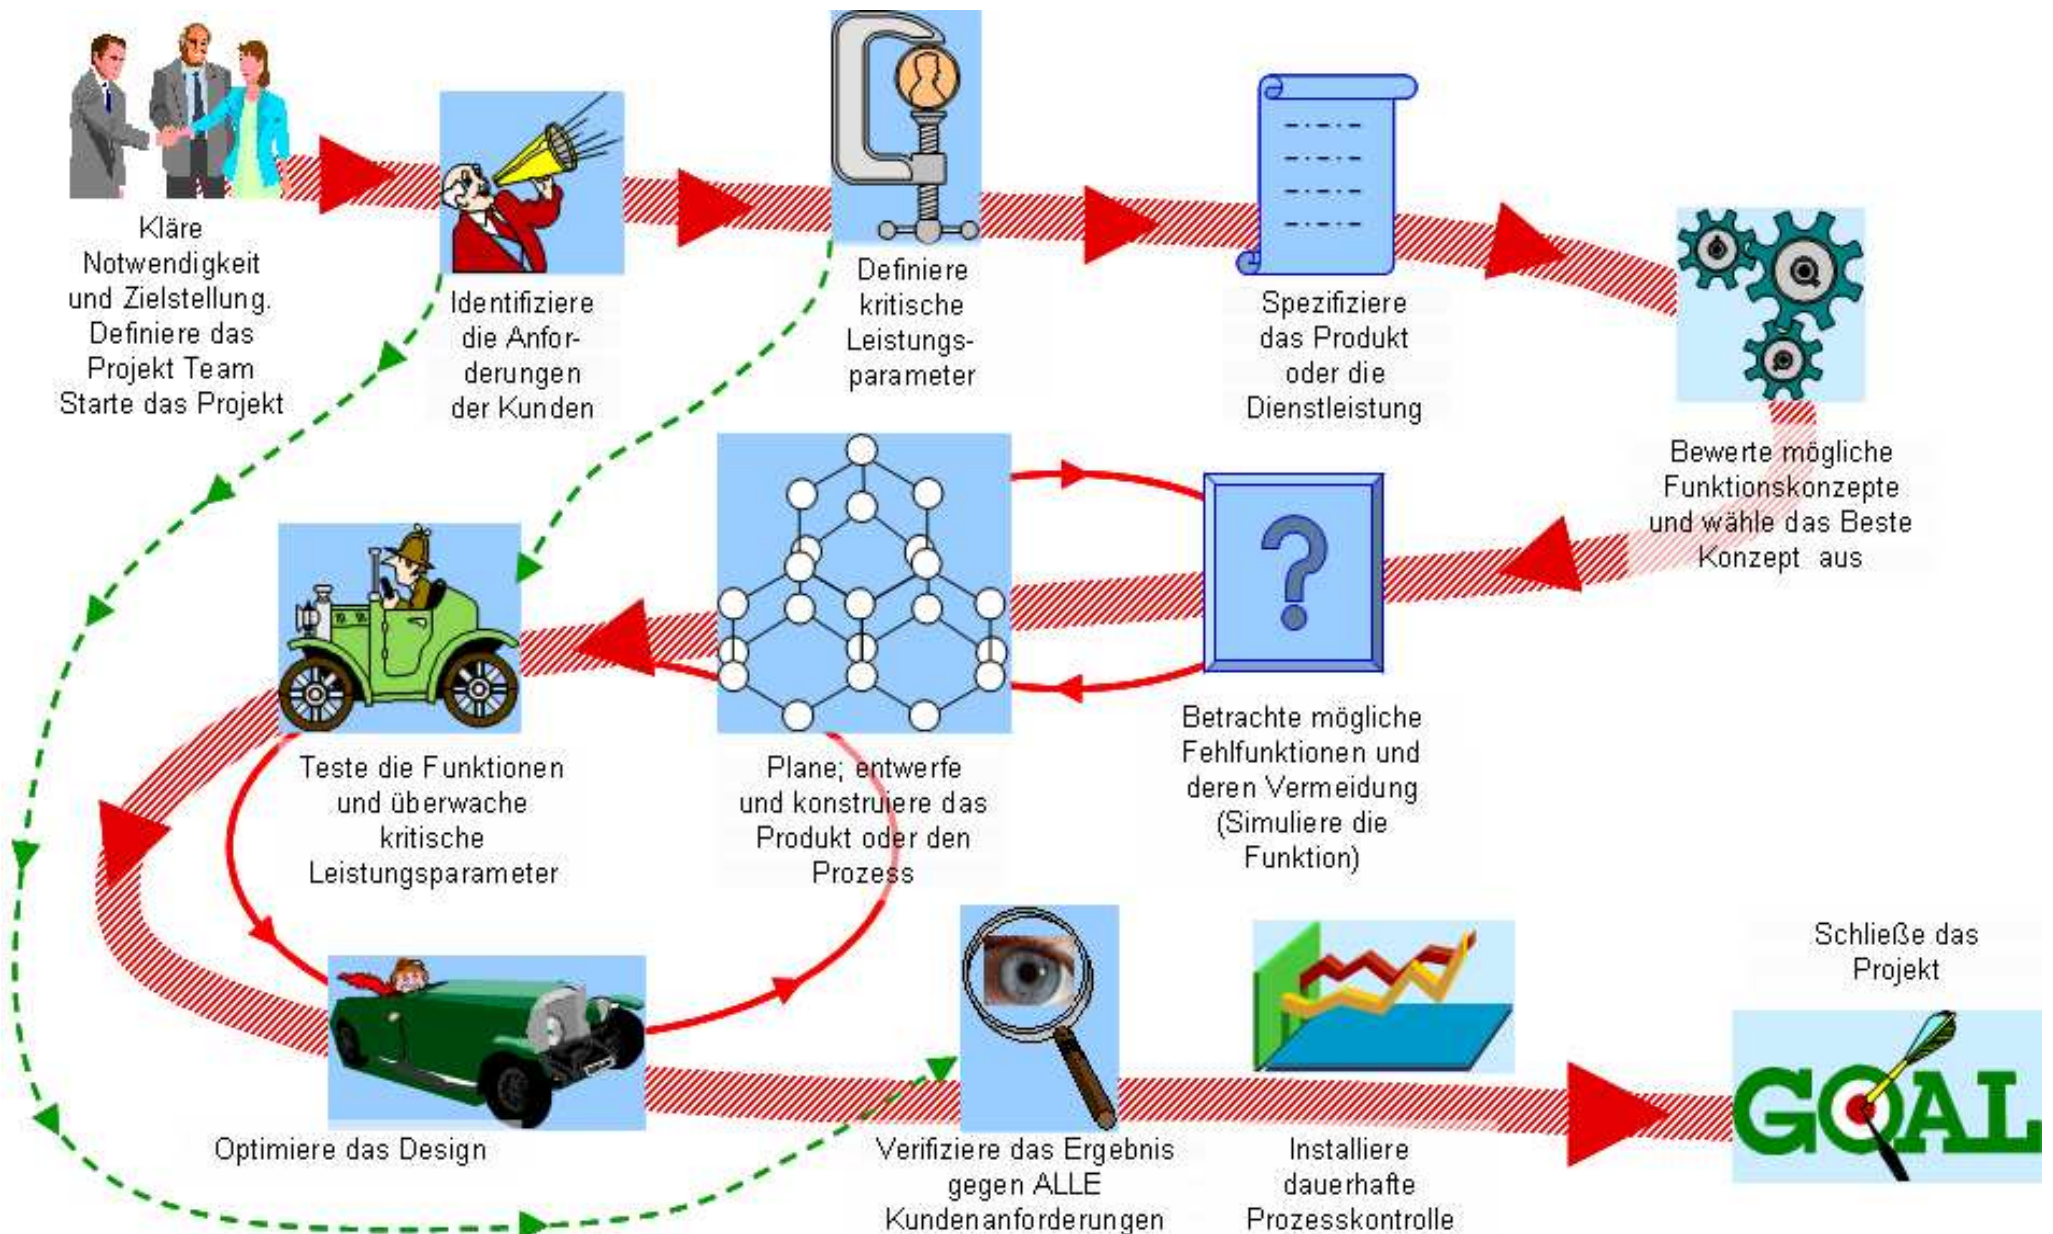 Kläre
Notwendigkeit
und Zielstellung.
Definiere das
Projekt Team
Starte das Projekt
Identifiziere
die Anfor-
derungen
der Kunden
Definiere
kritische
Leistungs-
parameter
Spezifiziere
das Produkt
oder die
Dienstleistung
Bewerte mögliche
Funktionskonzepte
und wähle das Beste
Konzept aus
Betrachte mögliche
Fehlfunktionen und
deren Vermeidung
(Simuliere die
Funktion)
Plane; entwerfe
und konstruiere das
Produkt oder den
Prozess
Teste die Funktionen
und überwache
kritische
Leistungsparameter
Optimiere das Design
Verifiziere das Ergebnis
gegen ALLE
Kundenanforderungen
Installiere
dauerhafte
Prozesskontrolle
Schließe das
Projekt
GOAL